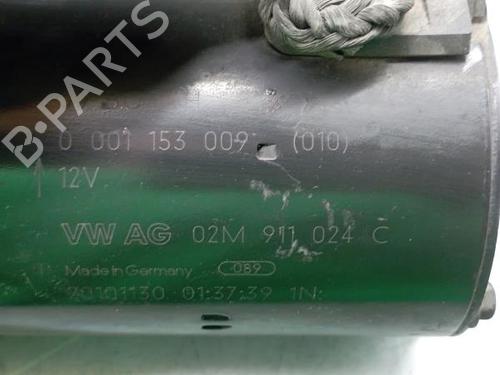 B-PARTS
0 001 153 009 (010)
12V
VW AG 02M 911 024 C
Made in Germany 089
20101130 01:37:39 1N: